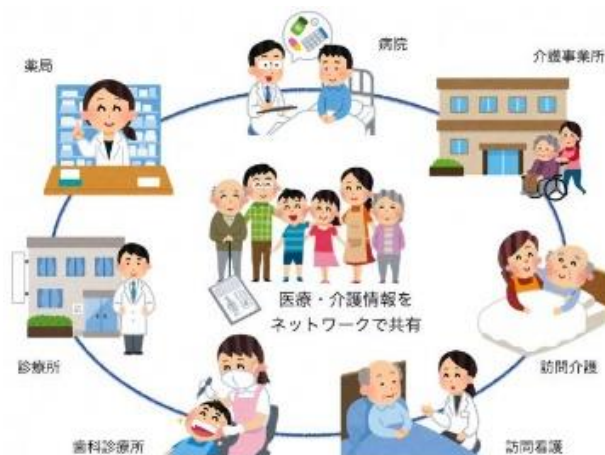 病院
薬局
介護事業所
医療・介護情報を
ネットワークで共有
診療所
訪問介護
歯科診療所
訪問看護